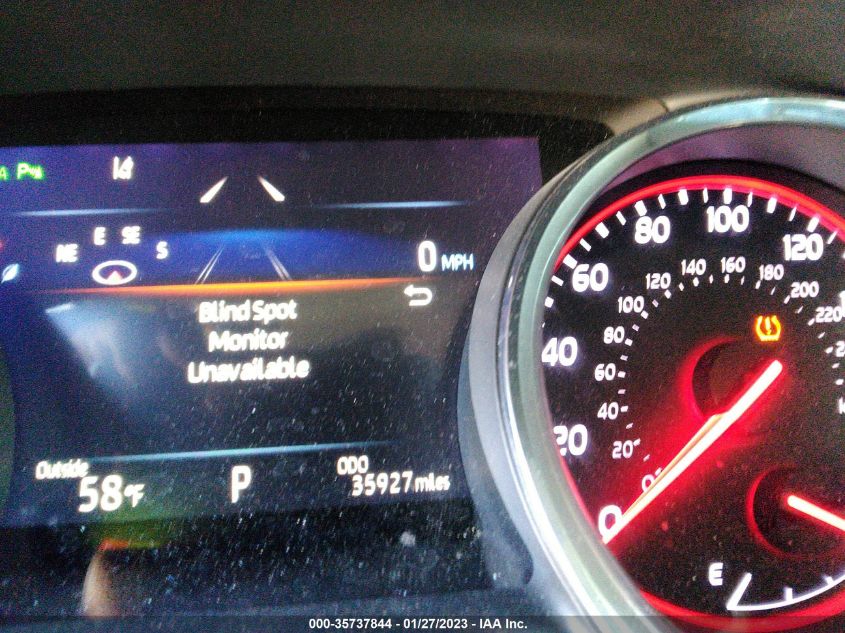 A P
0 MPH
NE E SE S
Blind Spot
Monitor
Unavailable
Outside
58°F
P
ODO
35927 miles
0 20 40 60 80 100 120
0 20 40 60 80 100 120 140 160 180 200 220
E
000-35737844 - 01/27/2023 - IAA Inc.